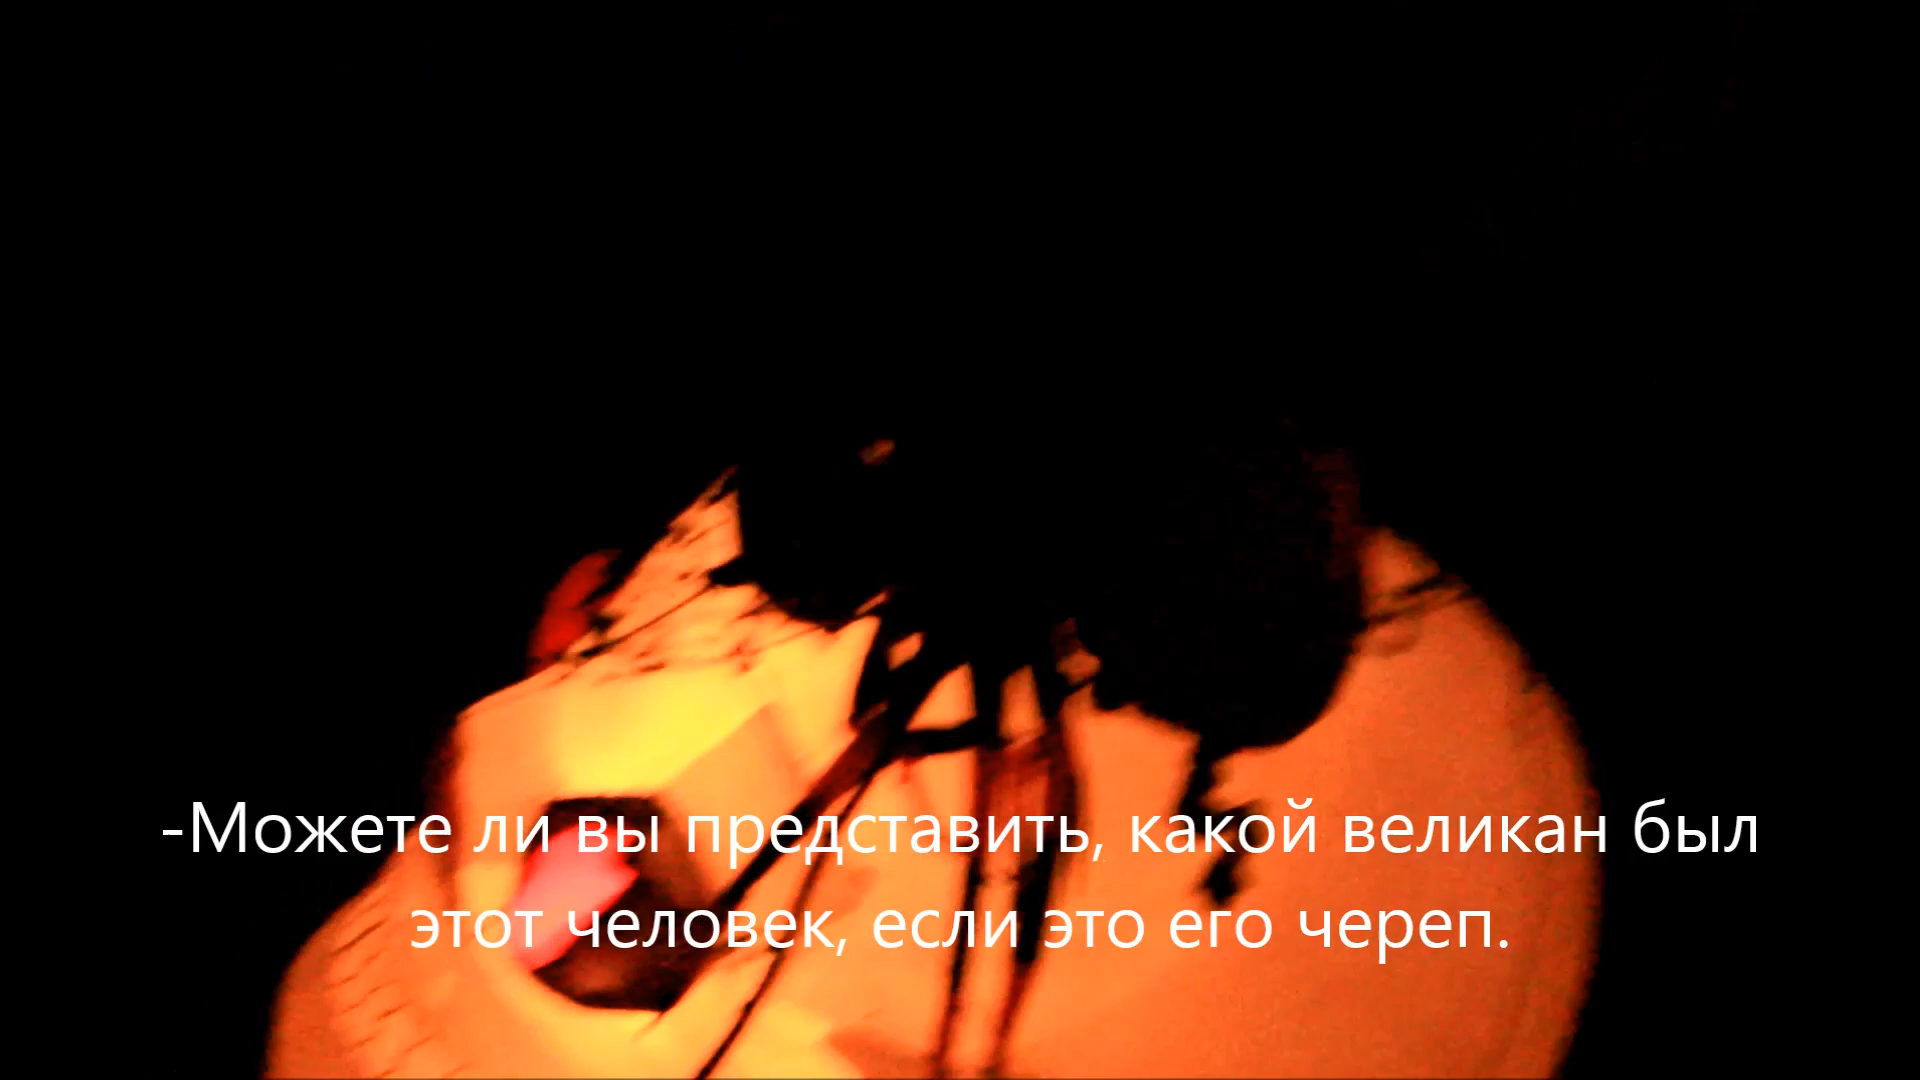 -Можете ли вы представить, какой великан был
этот человек, если это его череп.